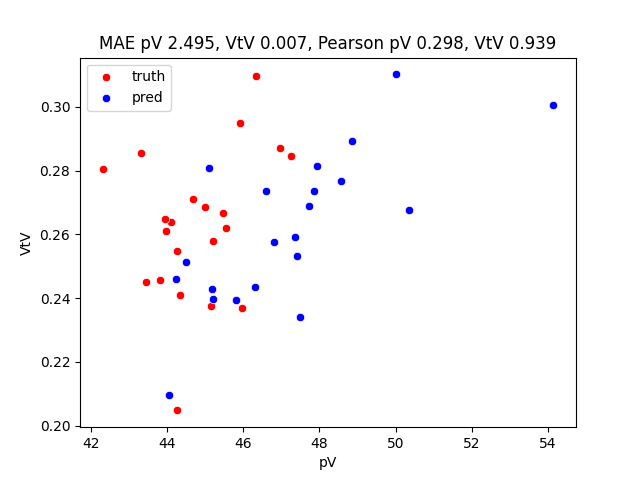 MAE pV 2.495, VtV 0.007, Pearson pV 0.298, VtV 0.939
truth
pred
0.30
0.28
0.26
0.24
0.22
0.20
VtV
42 44 46 48 50 52 54
pV